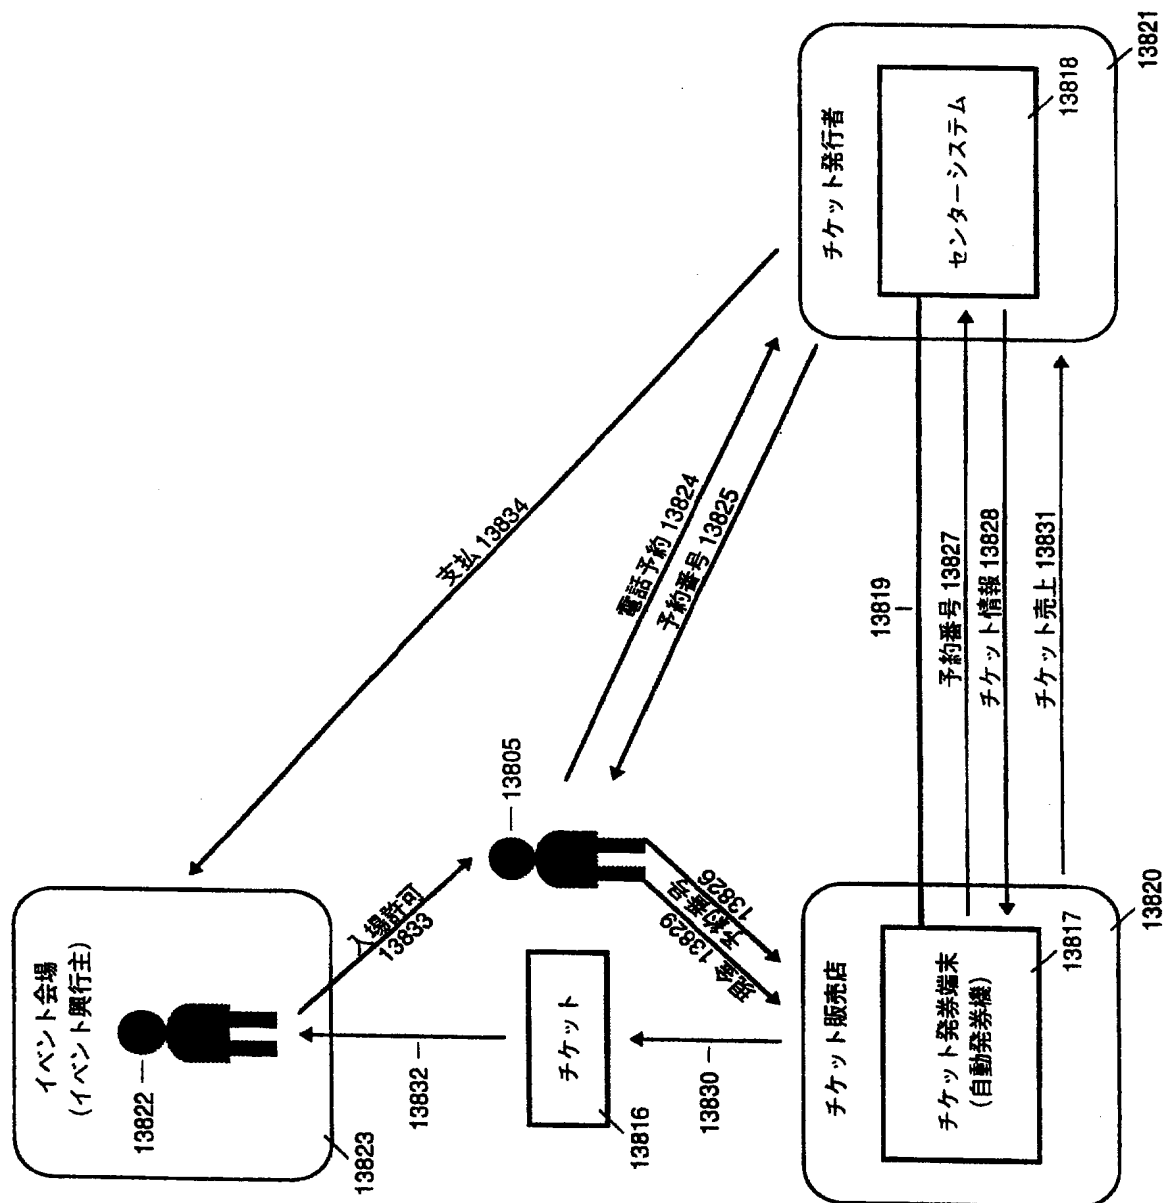 イベント会場
(イベント興行主)
13822
13823
入場許可
13833
13832
支払 13834
13805
電話予約 13824
予約番号 13825
チケット
13816
現金
13829
予約番号
13826
13830
チケット販売店
チケット発券端末
(自動発券機)
13817
13820
13819
予約番号 13827
チケット情報 13828
チケット売上 13831
チケット発行者
センターシステム
13818
13821